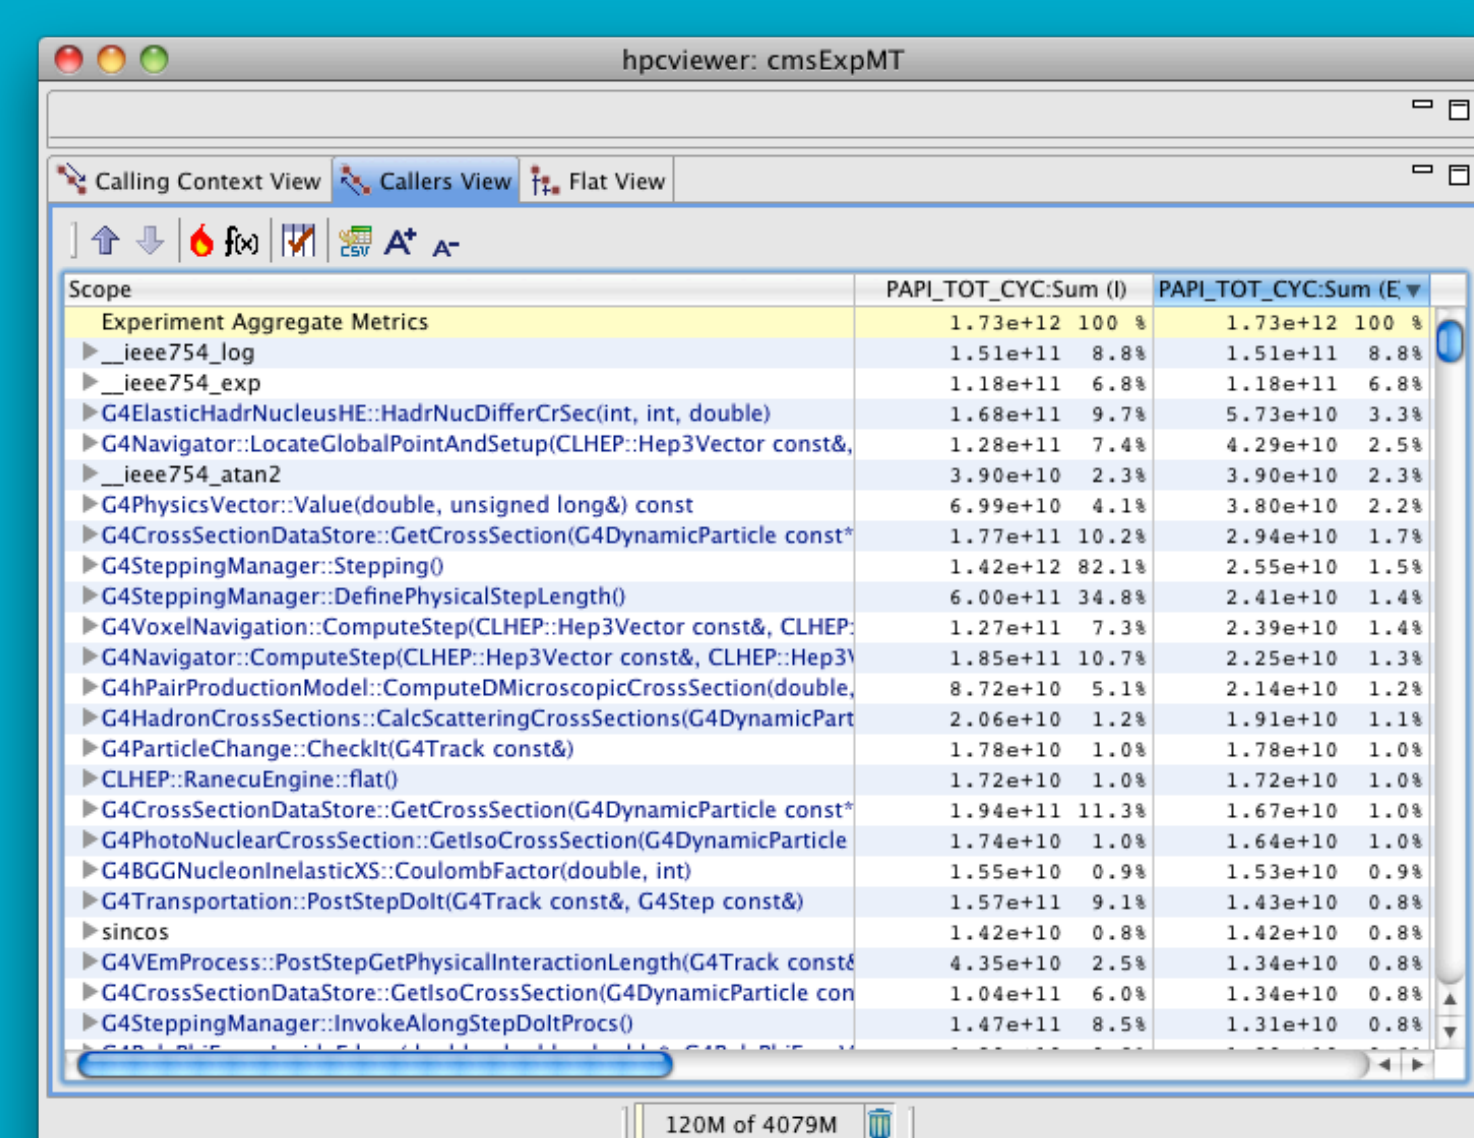 hpcviewer: cmsExpMT
Calling Context View Callers View Flat View
f(x) CSV A+ A-
Scope PAPI_TOT_CYC:Sum (I) PAPI_TOT_CYC:Sum (E
Experiment Aggregate Metrics 1.73e+12 100 % 1.73e+12 100 %
__ieee754_log 1.51e+11 8.8% 1.51e+11 8.8%
__ieee754_exp 1.18e+11 6.8% 1.18e+11 6.8%
G4ElasticHadrNucleusHE::HadrNucDifferCrSec(int, int, double) 1.68e+11 9.7% 5.73e+10 3.3%
G4Navigator::LocateGlobalPointAndSetup(CLHEP::Hep3Vector const&, 1.28e+11 7.4% 4.29e+10 2.5%
__ieee754_atan2 3.90e+10 2.3% 3.90e+10 2.3%
G4PhysicsVector::Value(double, unsigned long&) const 6.99e+10 4.1% 3.80e+10 2.2%
G4CrossSectionDataStore::GetCrossSection(G4DynamicParticle const* 1.77e+11 10.2% 2.94e+10 1.7%
G4SteppingManager::Stepping() 1.42e+12 82.1% 2.55e+10 1.5%
G4SteppingManager::DefinePhysicalStepLength() 6.00e+11 34.8% 2.41e+10 1.4%
G4VoxelNavigation::ComputeStep(CLHEP::Hep3Vector const&, CLHEP: 1.27e+11 7.3% 2.39e+10 1.4%
G4Navigator::ComputeStep(CLHEP::Hep3Vector const&, CLHEP::Hep3V 1.85e+11 10.7% 2.25e+10 1.3%
G4hPairProductionModel::ComputeDMicroscopicCrossSection(double, 8.72e+10 5.1% 2.14e+10 1.2%
G4HadronCrossSections::CalcScatteringCrossSections(G4DynamicPart 2.06e+10 1.2% 1.91e+10 1.1%
G4ParticleChange::CheckIt(G4Track const&) 1.78e+10 1.0% 1.78e+10 1.0%
CLHEP::RanecuEngine::flat() 1.72e+10 1.0% 1.72e+10 1.0%
G4CrossSectionDataStore::GetCrossSection(G4DynamicParticle const* 1.94e+11 11.3% 1.67e+10 1.0%
G4PhotoNuclearCrossSection::GetIsoCrossSection(G4DynamicParticle 1.74e+10 1.0% 1.64e+10 1.0%
G4BGGNucleonInelasticXS::CoulombFactor(double, int) 1.55e+10 0.9% 1.53e+10 0.9%
G4Transportation::PostStepDoIt(G4Track const&, G4Step const&) 1.57e+11 9.1% 1.43e+10 0.8%
sincos 1.42e+10 0.8% 1.42e+10 0.8%
G4VEmProcess::PostStepGetPhysicalInteractionLength(G4Track const& 4.35e+10 2.5% 1.34e+10 0.8%
G4CrossSectionDataStore::GetIsoCrossSection(G4DynamicParticle con 1.04e+11 6.0% 1.34e+10 0.8%
G4SteppingManager::InvokeAlongStepDoItProcs() 1.47e+11 8.5% 1.31e+10 0.8%
120M of 4079M